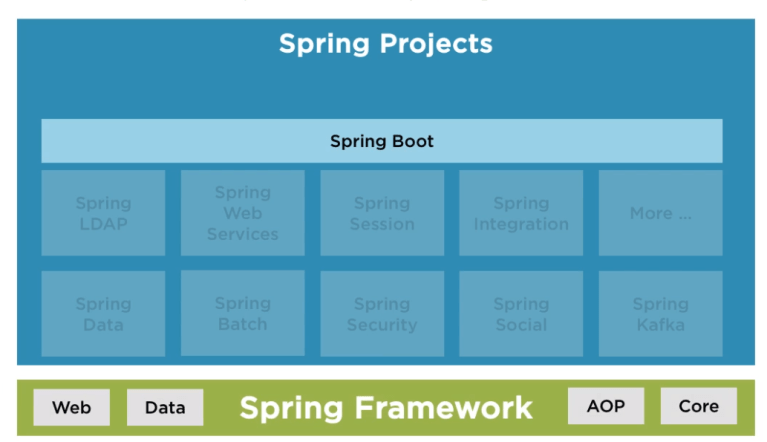 Spring Projects
Spring Boot
Spring
LDAP
Spring
Web
Services
Spring
Session
Spring
Integration
More ...
Spring
Data
Spring
Batch
Spring
Security
Spring
Social
Spring
Kafka
Web
Data
Spring Framework
AOP
Core